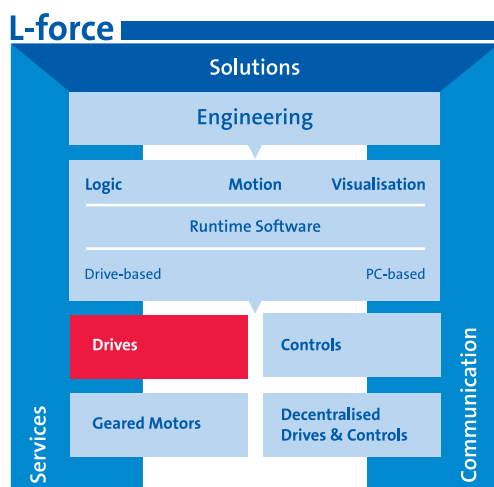 L-force
Solutions
Engineering
Logic Motion Visualisation
Runtime Software
Drive-based PC-based
Drives
Controls
Geared Motors
Decentralised
Drives & Controls
Services
Communication